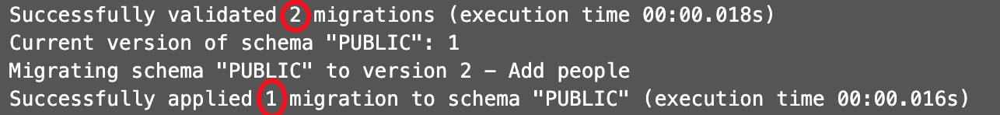 Successfully validated 2 migrations (execution time 00:00.018s)
Current version of schema "PUBLIC": 1
Migrating schema "PUBLIC" to version 2 – Add people
Successfully applied 1 migration to schema "PUBLIC" (execution time 00:00.016s)